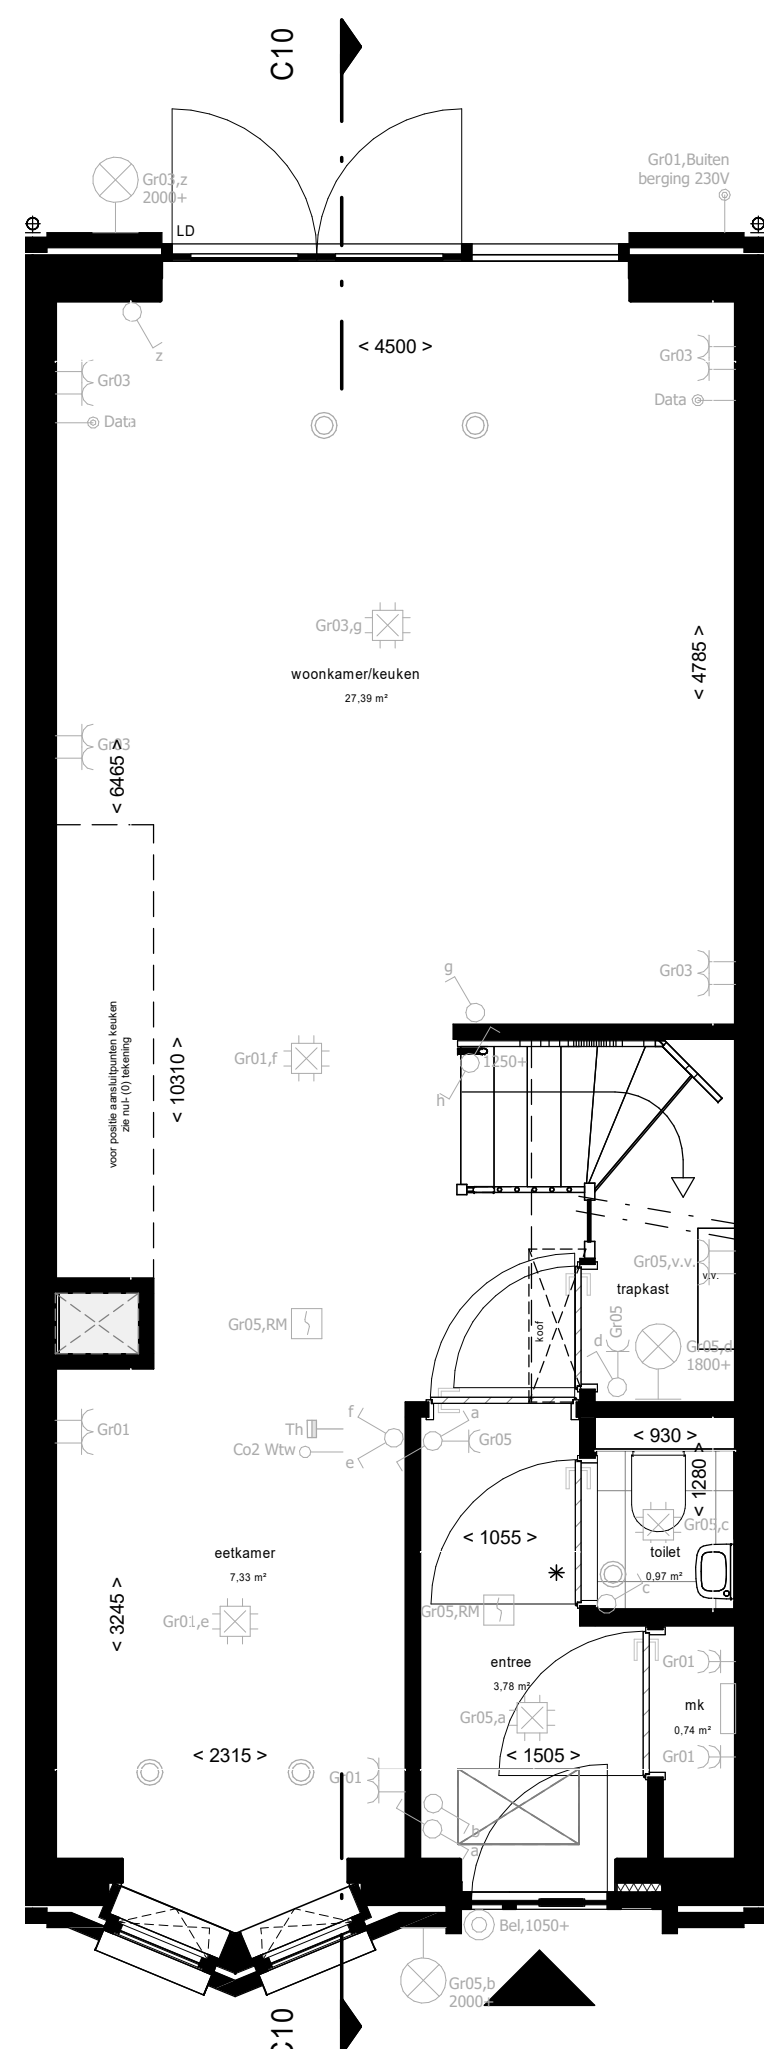 C10
Gr03,z
2000+
Gr01,Buiten
berging 230V
LD
z
< 4500 >
Gr03
Gr03
Data
Data
Gr03,g
woonkamer/keuken
27,39 m²
< 4785 >
Gr03
< 6465 >
Gr03
g
1250+
h
voor positie aansluitpunten keuken
zie nul- (0) tekening
< 10310 >
Gr01,f
Gr05,v.v.
v.v.
trapkast
Gr05,RM
koof
d
Gr05
Gr05,d
1800+
Gr01
Th
Co2 Wtw
f
e
a
Gr05
< 930 >
< 1280 >
Gr05,c
< 1055 >
toilet
0,97 m²
c
eetkamer
7,33 m²
< 3245 >
Gr01,e
Gr05,RM
entree
3,78 m²
Gr01
mk
0,74 m²
Gr05,a
< 2315 >
< 1505 >
Gr01
Gr01
b
a
Bel,1050+
Gr05,b
2000+
C10